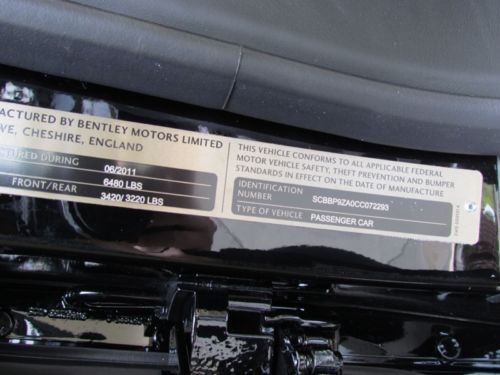 ACTURED BY BENTLEY MOTORS LIMITED
WE, CHESHIRE, ENGLAND
URED DURING 06/2011
6480 LBS
FRONT/REAR 3420/ 3220 LBS
THIS VEHICLE CONFORMS TO ALL APPLICABLE FEDERAL
MOTOR VEHICLE SAFETY, THEFT PREVENTION AND BUMPER
STANDARDS IN EFFECT ON THE DATE OF MANUFACTURE
IDENTIFICATION
NUMBER SCBBP9ZA0CC072293
TYPE OF VEHICLE PASSENGER CAR